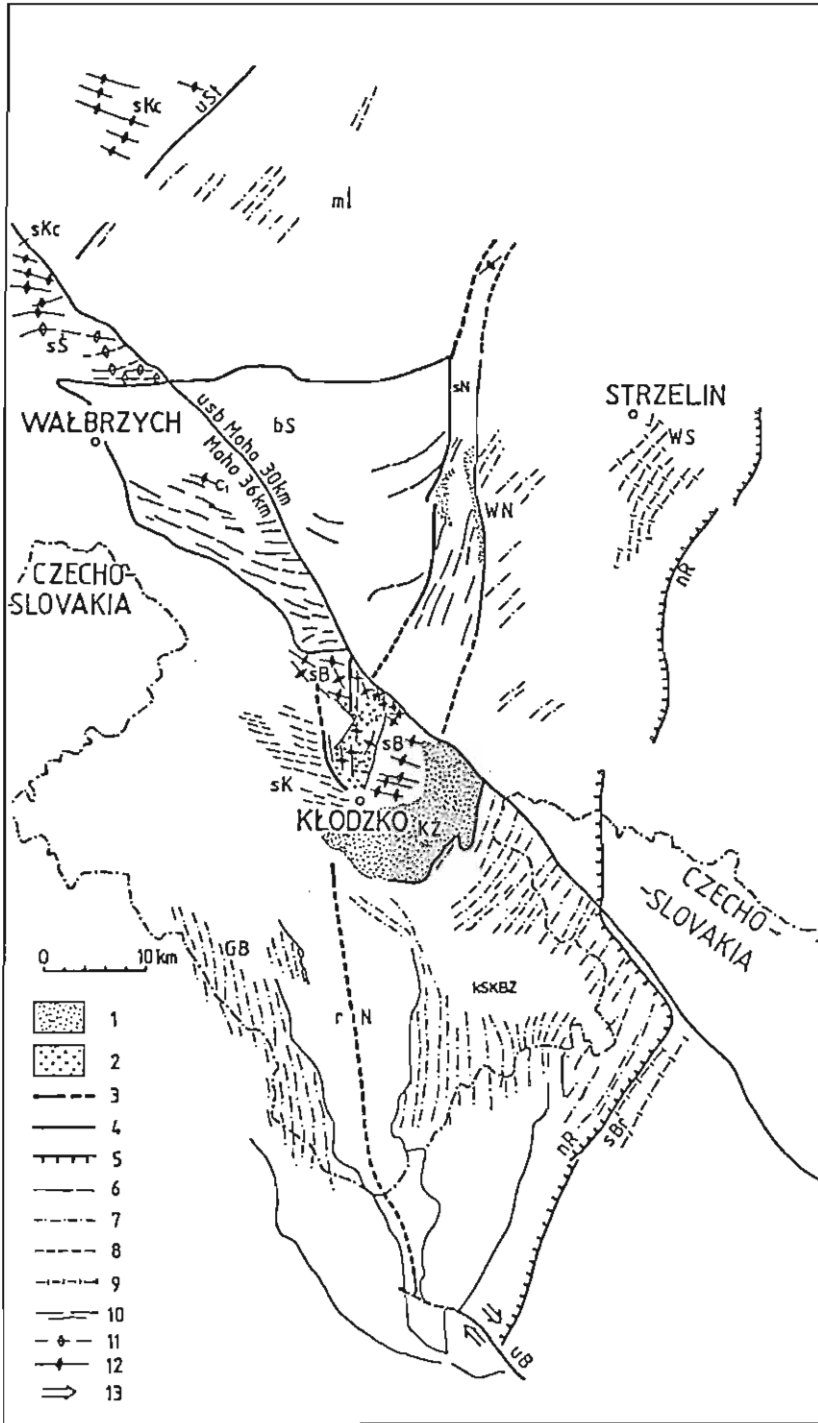 sKc
uSt
ml
sKc
sŚ
WAŁBRZYCH
usb Moho 30km
Moho 36km
bS
sN
STRZELIN
WS
WN
nR
CZECHO-
-SLOVAKIA
sB
sB
sK
KŁODZKO
KZ
CZECHO-
-SLOVAKIA
GB
0 10 km
kSKBZ
r N
nR
sBr
uB
1
2
3
4
5
6
7
8
9
10
11
12
13